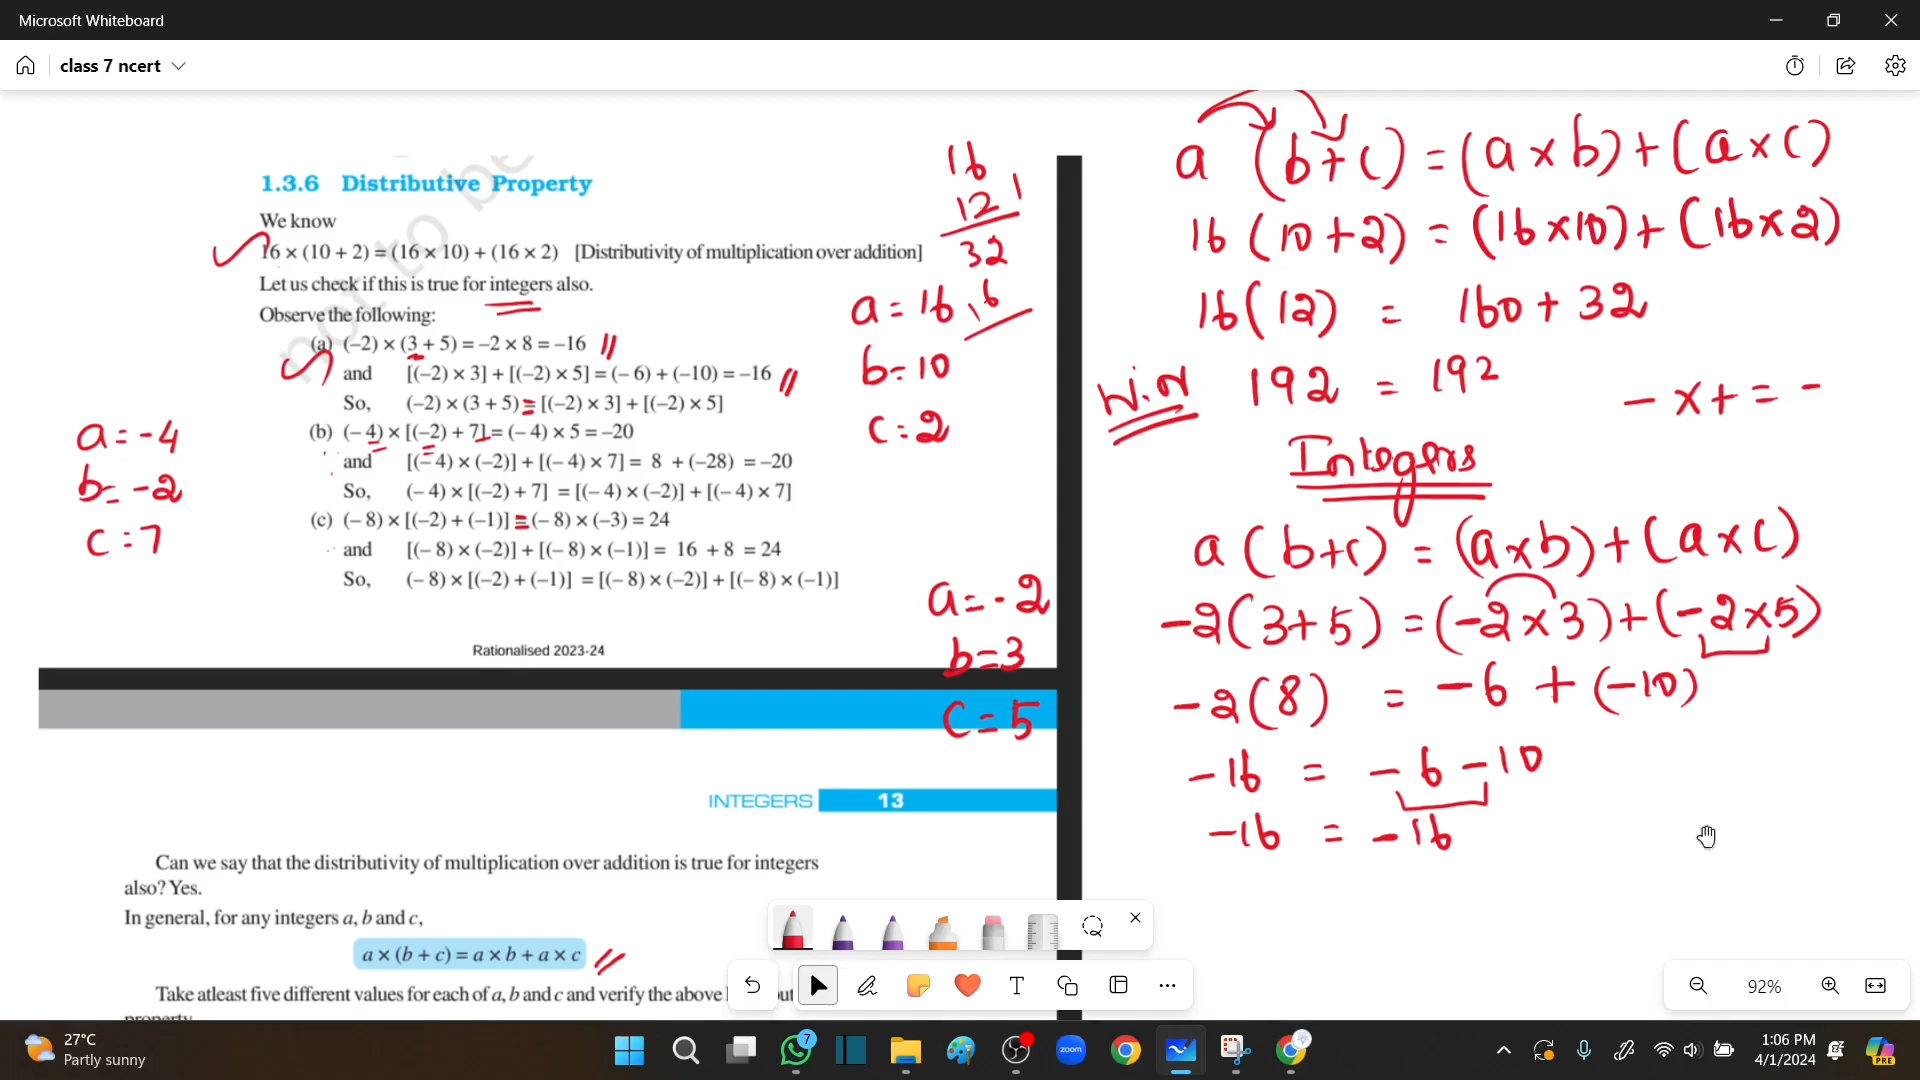 Microsoft Whiteboard
class 7 ncert
not to be
1.3.6 Distributive Property
We know
16 × (10 + 2) = (16 × 10) + (16 × 2) [Distributivity of multiplication over addition]
Let us check if this is true for integers also.
Observe the following:
(a) (–2) × (3 + 5) = –2 × 8 = –16
and [(–2) × 3] + [(–2) × 5] = (– 6) + (–10) = –16
So, (–2) × (3 + 5) = [(–2) × 3] + [(–2) × 5]
(b) (– 4) × [(–2) + 7] = (– 4) × 5 = –20
and [(– 4) × (–2)] + [(– 4) × 7] = 8 + (–28) = –20
So, (– 4) × [(–2) + 7] = [(– 4) × (–2)] + [(– 4) × 7]
(c) (– 8) × [(–2) + (–1)] = (– 8) × (–3) = 24
and [(– 8) × (–2)] + [(– 8) × (–1)] = 16 + 8 = 24
So, (– 8) × [(–2) + (–1)] = [(– 8) × (–2)] + [(– 8) × (–1)]
Rationalised 2023-24
a = -4
b = -2
c = 7
16
12
32
a = 16
b = 10
c = 2
a = -2
b = 3
C = 5
INTEGERS 13
Can we say that the distributivity of multiplication over addition is true for integers
also? Yes.
In general, for any integers a, b and c,
a × (b + c) = a × b + a × c
Take atleast five different values for each of a, b and c and verify the above
property.
a (b + c) = (a × b) + (a × c)
16 (10 + 2) = (16 × 10) + (16 × 2)
16 (12) = 160 + 32
W.N 192 = 192
- × + = -
Integers
a (b + c) = (a × b) + (a × c)
-2 (3 + 5) = (-2 × 3) + (-2 × 5)
-2 (8) = -6 + (-10)
-16 = -6 -10
-16 = -16
92%
27°C
Partly sunny
7
zoom
1:06 PM
4/1/2024
PRE